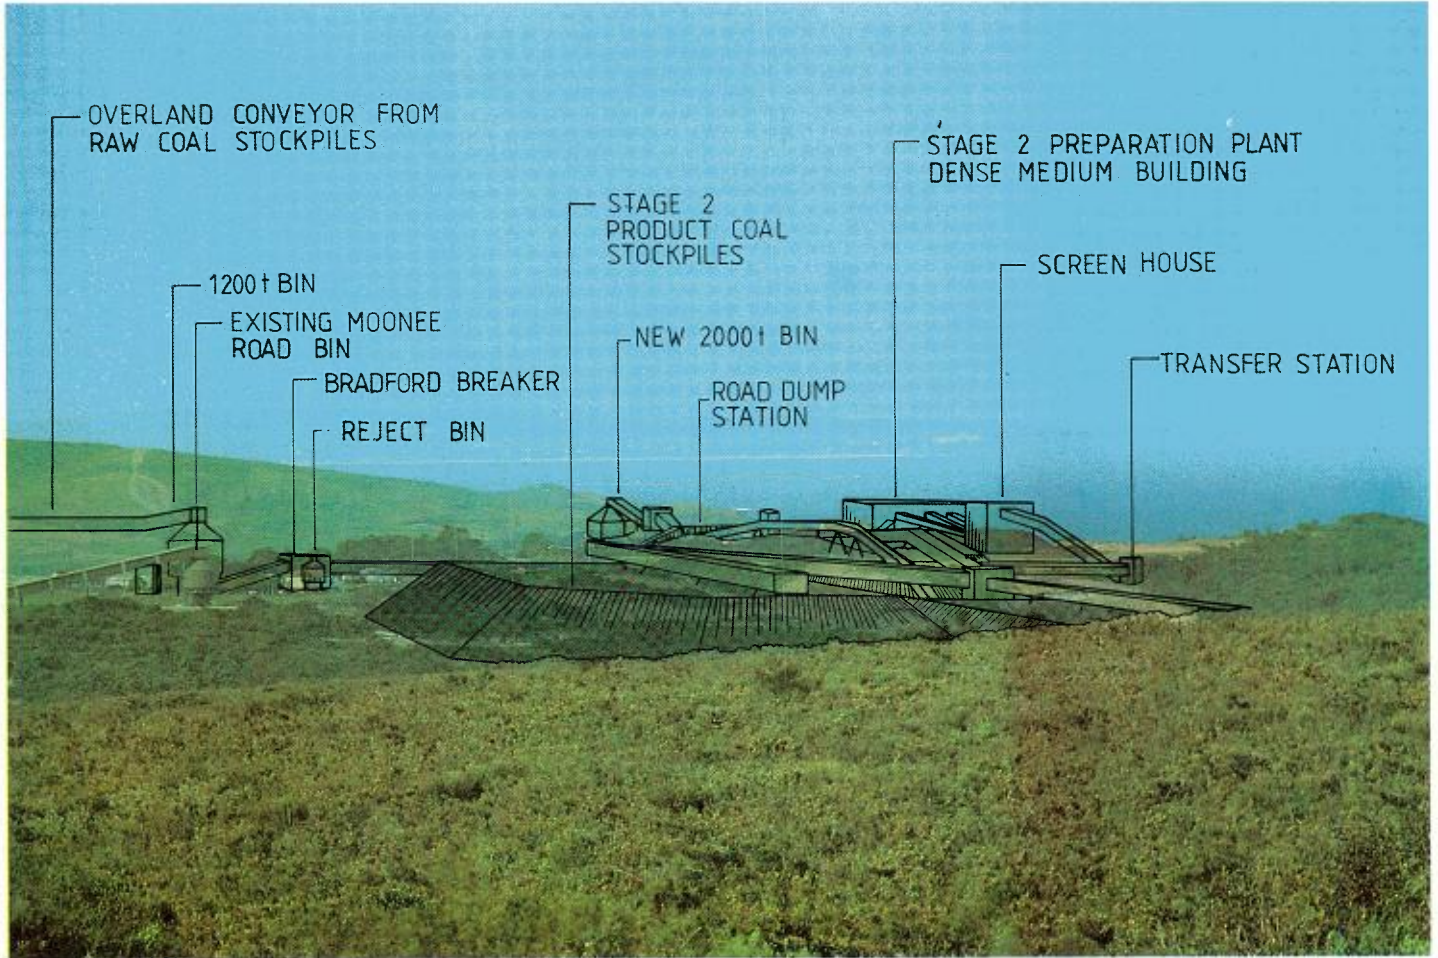 OVERLAND CONVEYOR FROM
RAW COAL STOCKPILES
STAGE 2 PREPARATION PLANT
DENSE MEDIUM BUILDING
STAGE 2
PRODUCT COAL
STOCKPILES
SCREEN HOUSE
1200t BIN
EXISTING MOONEE
ROAD BIN
NEW 2000t BIN
TRANSFER STATION
BRADFORD BREAKER
ROAD DUMP
STATION
REJECT BIN